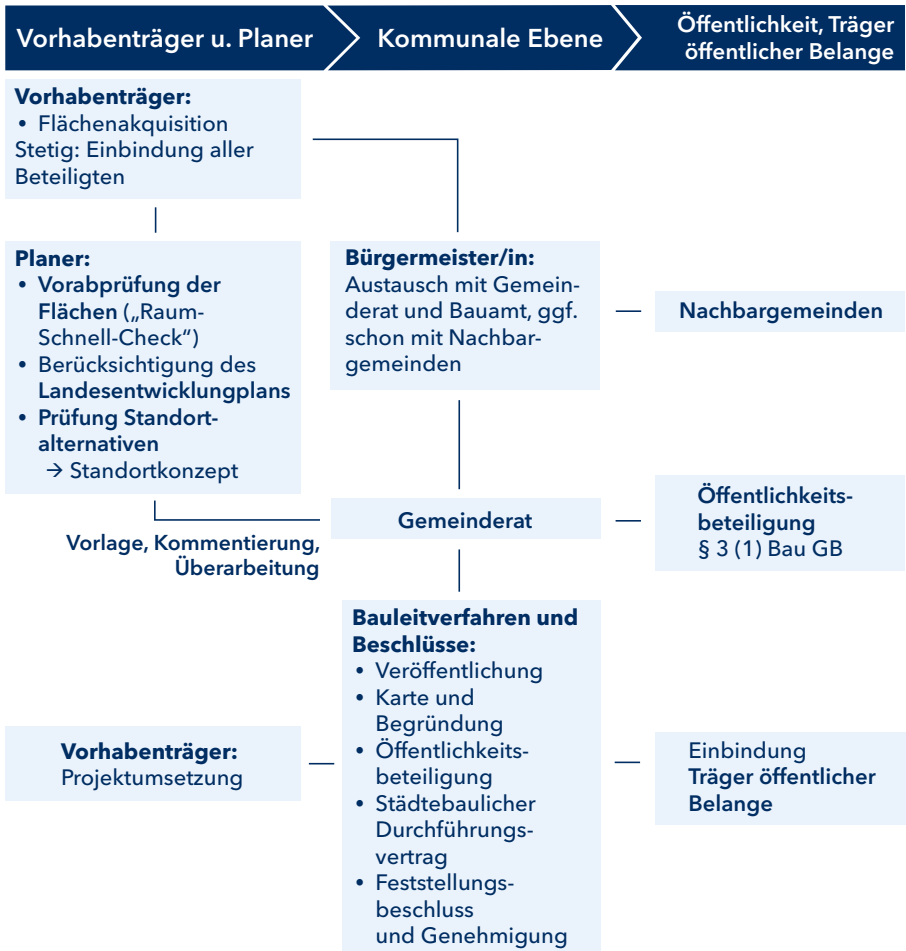 Vorhabenträger u. Planer
Kommunale Ebene
Öffentlichkeit, Träger
öffentlicher Belange
Vorhabenträger:
• Flächenakquisition
Stetig: Einbindung aller
Beteiligten
Planer:
• Vorabprüfung der
Flächen („Raum-
Schnell-Check“)
• Berücksichtigung des
Landesentwicklungplans
• Prüfung Standort-
alternativen
→ Standortkonzept
Bürgermeister/in:
Austausch mit Gemein-
derat und Bauamt, ggf.
schon mit Nachbar-
gemeinden
Nachbargemeinden
Vorlage, Kommentierung,
Überarbeitung
Gemeinderat
Öffentlichkeits-
beteiligung
§ 3 (1) Bau GB
Bauleitverfahren und
Beschlüsse:
• Veröffentlichung
• Karte und
Begründung
• Öffentlichkeits-
beteiligung
• Städtebaulicher
Durchführungs-
vertrag
• Feststellungs-
beschluss
und Genehmigung
Vorhabenträger:
Projektumsetzung
Einbindung
Träger öffentlicher
Belange